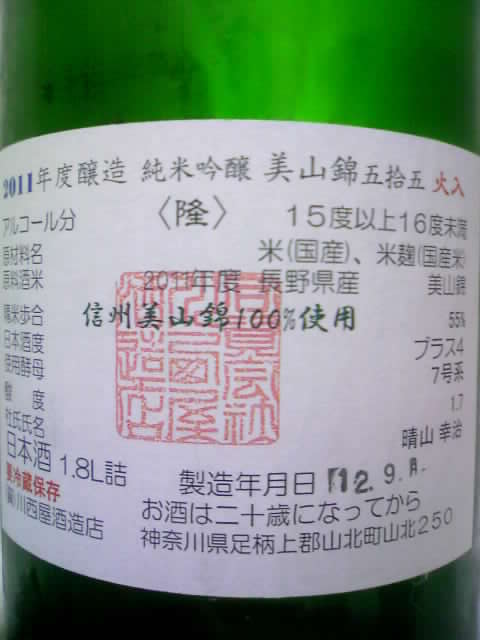 2011年度醸造 純米吟醸 美山錦五拾五 火入
〈隆〉
アルコール分 15度以上16度未満
原材料名 米(国産)、米麹(国産米)
原料酒米 2011年度 長野県産 美山錦
信州美山錦100%使用
精米歩合 55%
日本酒度 プラス4
使用酵母 7号系
酸度 1.7
杜氏氏名 晴山 幸治
日本酒 1.8L詰
製造年月日 12.9.
要冷蔵保存
お酒は二十歳になってから
川西屋酒造店
神奈川県足柄上郡山北町山北250